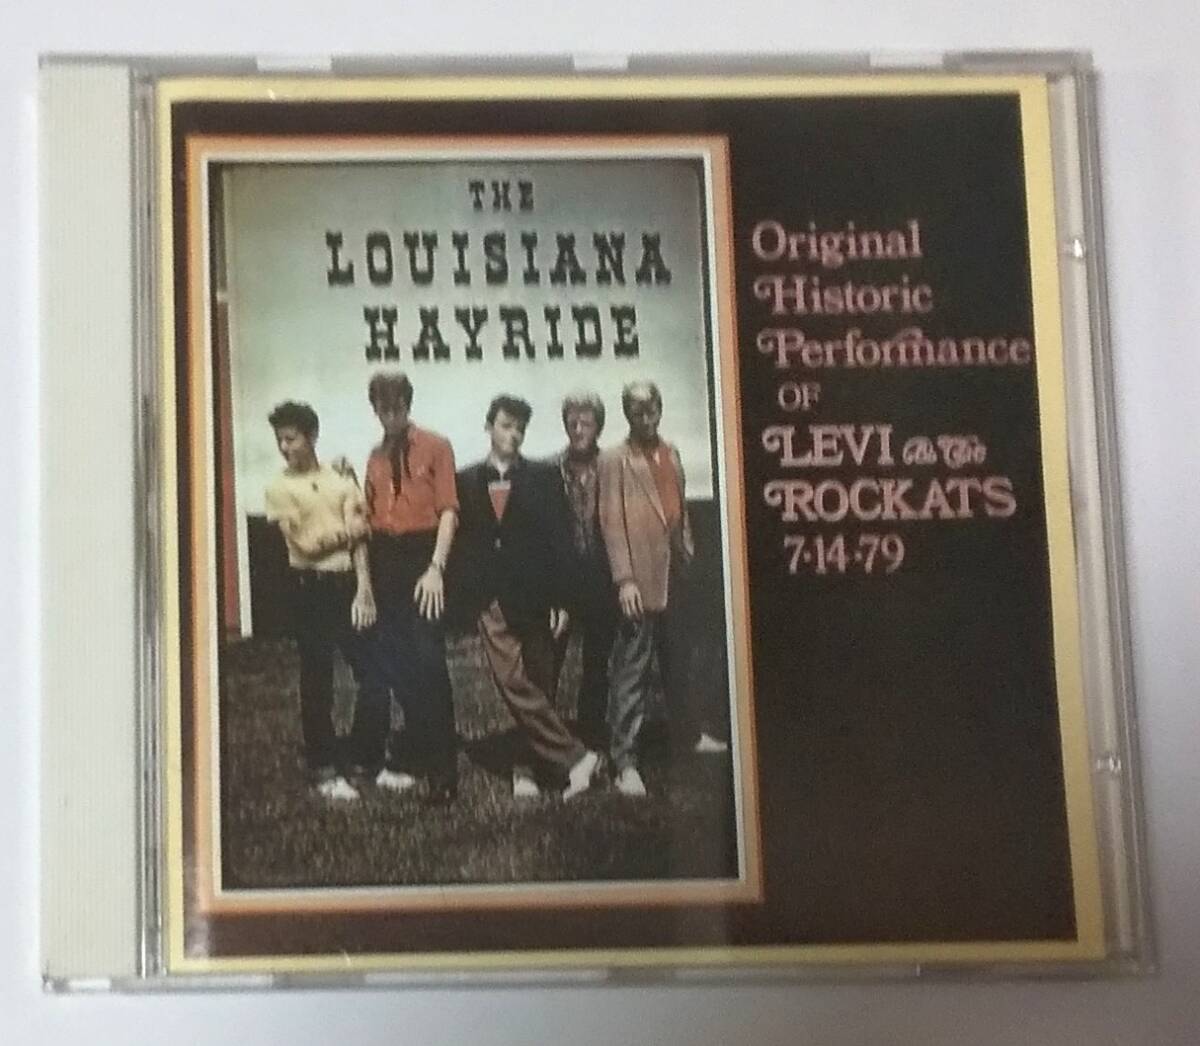 THE
LOUISIANA
HAYRIDE
Original
Historic
Performance
OF
LEVI & The
ROCKATS
7·14·79